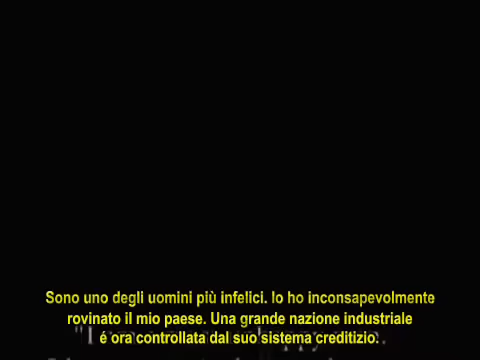 Sono uno degli uomini più infelici. Io ho inconsapevolmente
rovinato il mio paese. Una grande nazione industriale
é ora controllata dal suo sistema creditizio.
"I am